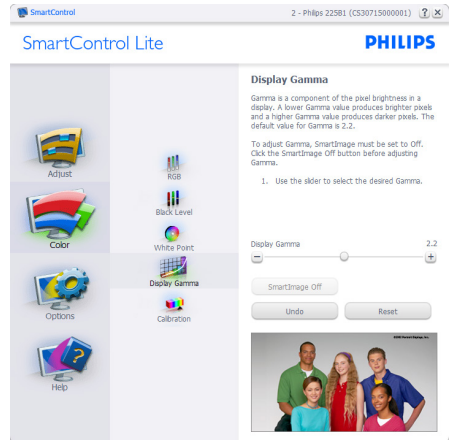 SmartControl
2 - Philips 225B1 (CS30715000001)
?
X
SmartControl Lite
PHILIPS
Adjust
Color
Options
Help
RGB
Black Level
White Point
Display Gamma
Calibration
Display Gamma
Gamma is a component of the pixel brightness in a
display. A lower Gamma value produces brighter pixels
and a higher Gamma value produces darker pixels. The
default value for Gamma is 2.2.
To adjust Gamma, SmartImage must be set to Off.
Click the SmartImage Off button before adjusting
Gamma.
1. Use the slider to select the desired Gamma.
Display Gamma 2.2
SmartImage Off
Undo
Reset